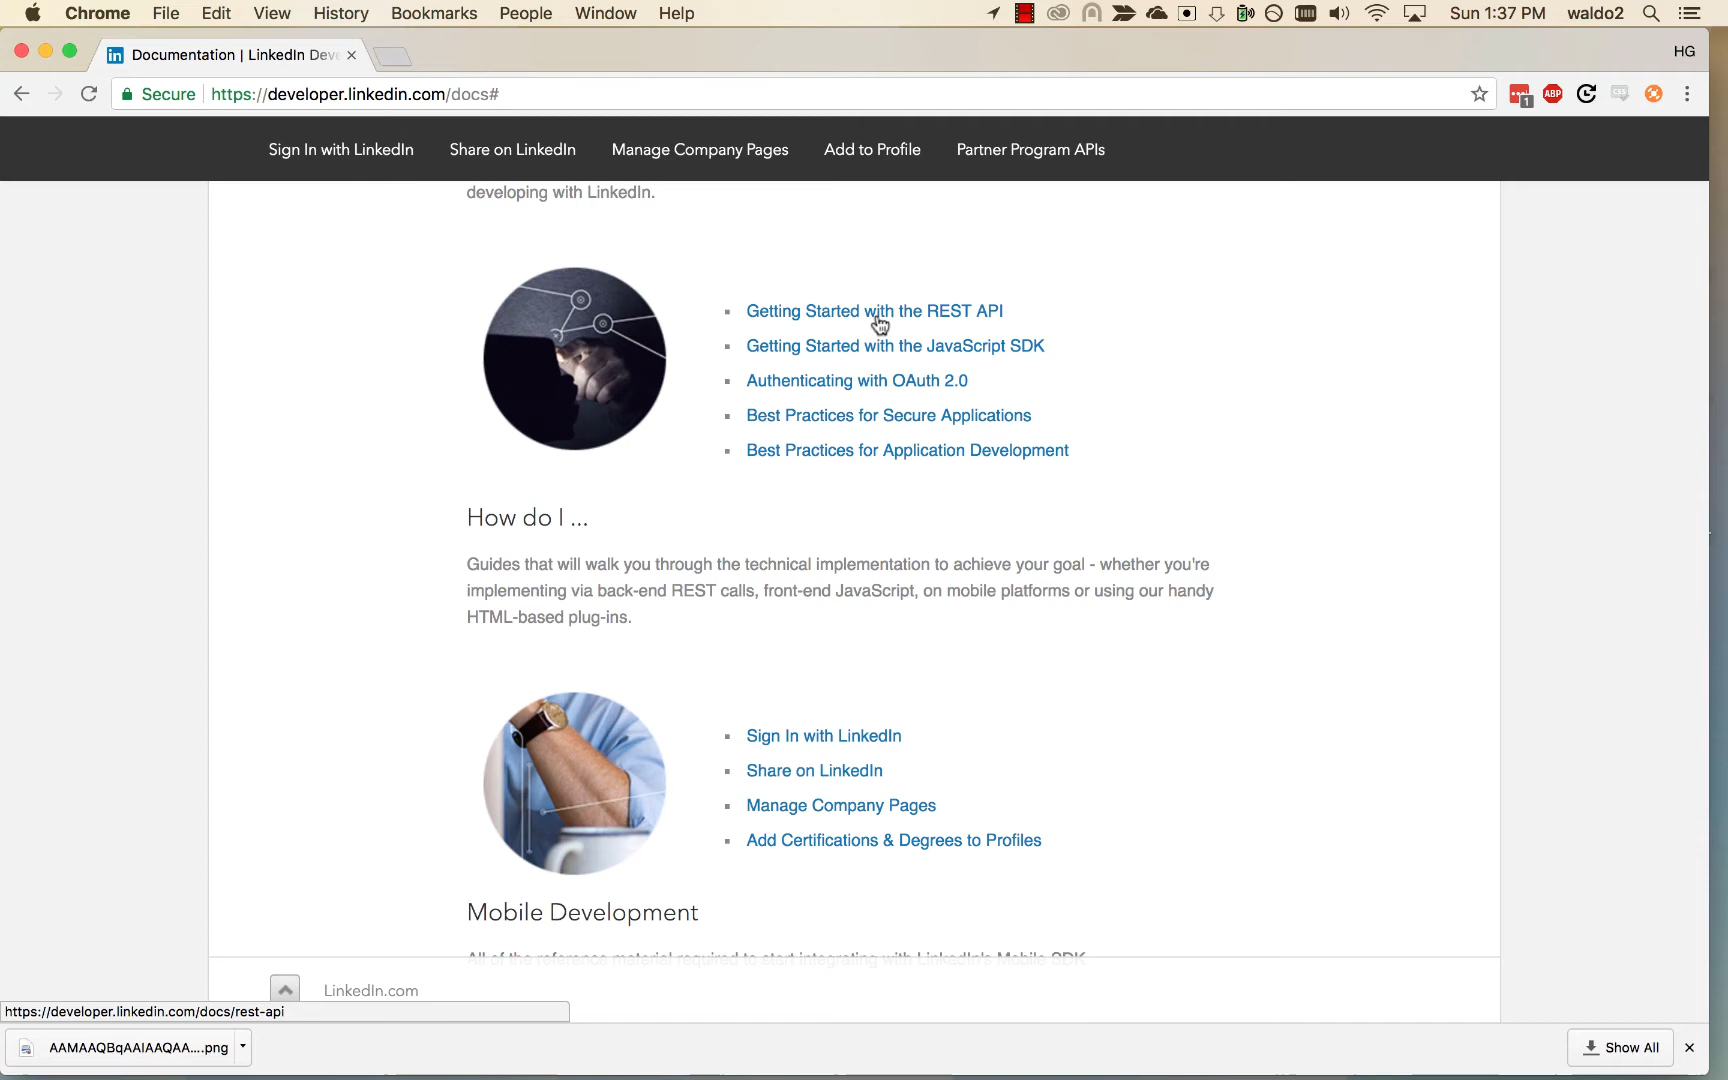 Chrome File Edit View History Bookmarks People Window Help Sun 1:37 PM waldo2
in Documentation | LinkedIn Deve HG
Secure https://developer.linkedin.com/docs# 1 ABP CSS
Sign In with LinkedIn Share on LinkedIn Manage Company Pages Add to Profile Partner Program APIs
developing with LinkedIn.
Getting Started with the REST API
Getting Started with the JavaScript SDK
Authenticating with OAuth 2.0
Best Practices for Secure Applications
Best Practices for Application Development
How do I ...
Guides that will walk you through the technical implementation to achieve your goal - whether you're
implementing via back-end REST calls, front-end JavaScript, on mobile platforms or using our handy
HTML-based plug-ins.
Sign In with LinkedIn
Share on LinkedIn
Manage Company Pages
Add Certifications & Degrees to Profiles
Mobile Development
All of the reference material required to start integrating with LinkedIn's Mobile SDK
LinkedIn.com
https://developer.linkedin.com/docs/rest-api
AAMAAQBqAAIAAQAA....png Show All